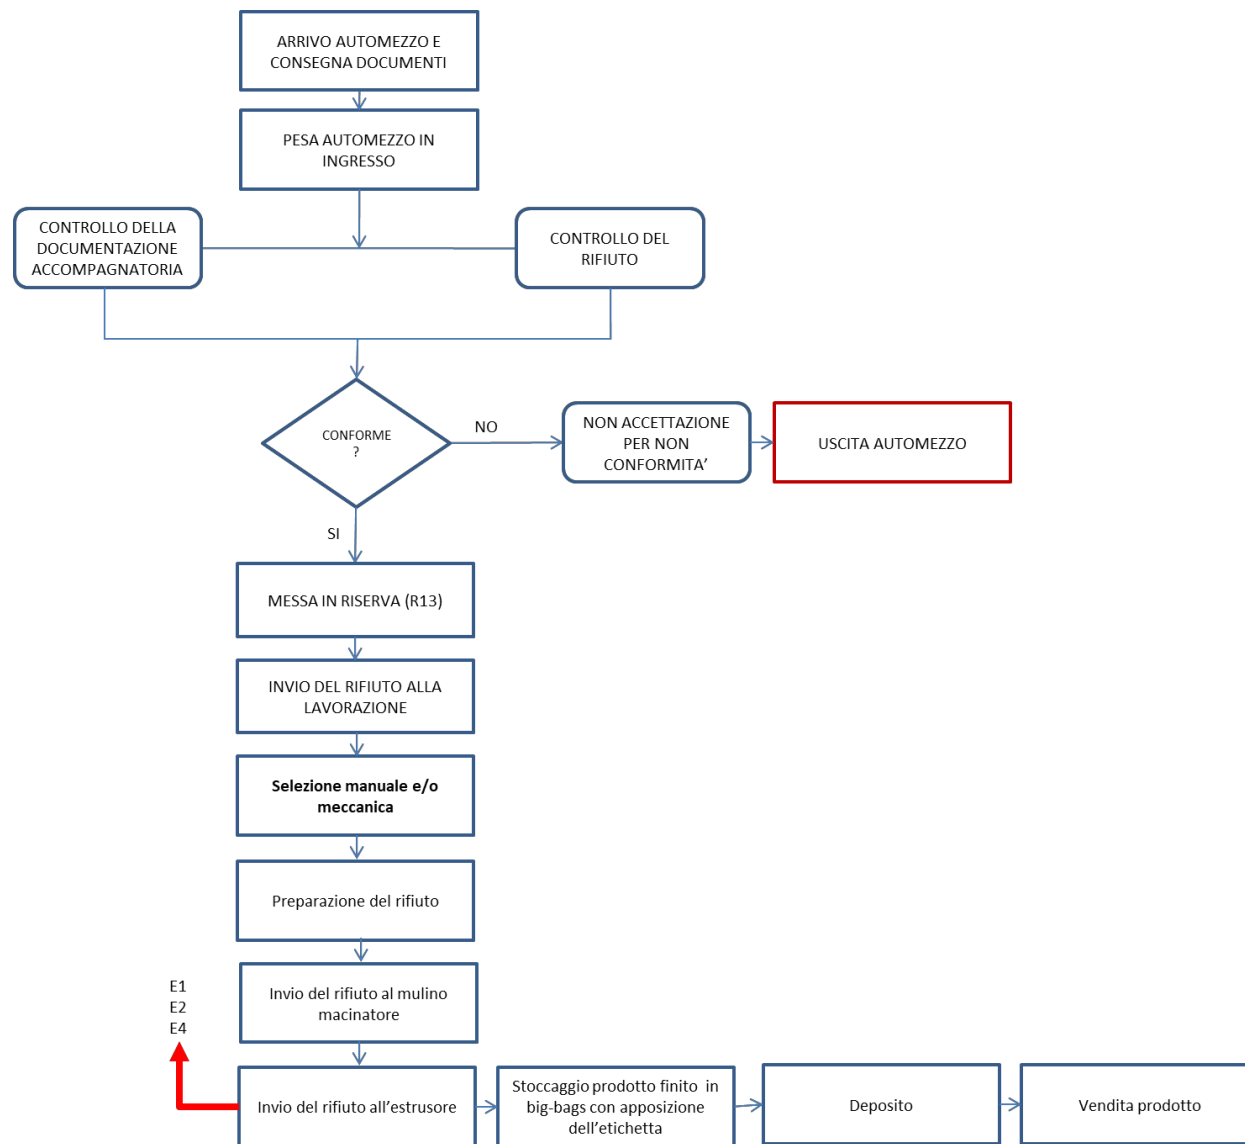 ARRIVO AUTOMEZZO E
CONSEGNA DOCUMENTI
PESA AUTOMEZZO IN
INGRESSO
CONTROLLO DELLA
DOCUMENTAZIONE
ACCOMPAGNATORIA
CONTROLLO DEL
RIFIUTO
CONFORME
?
NO
NON ACCETTAZIONE
PER NON
CONFORMITA’
USCITA AUTOMEZZO
SI
MESSA IN RISERVA (R13)
INVIO DEL RIFIUTO ALLA
LAVORAZIONE
Selezione manuale e/o
meccanica
Preparazione del rifiuto
Invio del rifiuto al mulino
macinatore
E1
E2
E4
Invio del rifiuto all’estrusore
Stoccaggio prodotto finito in
big-bags con apposizione
dell’etichetta
Deposito
Vendita prodotto